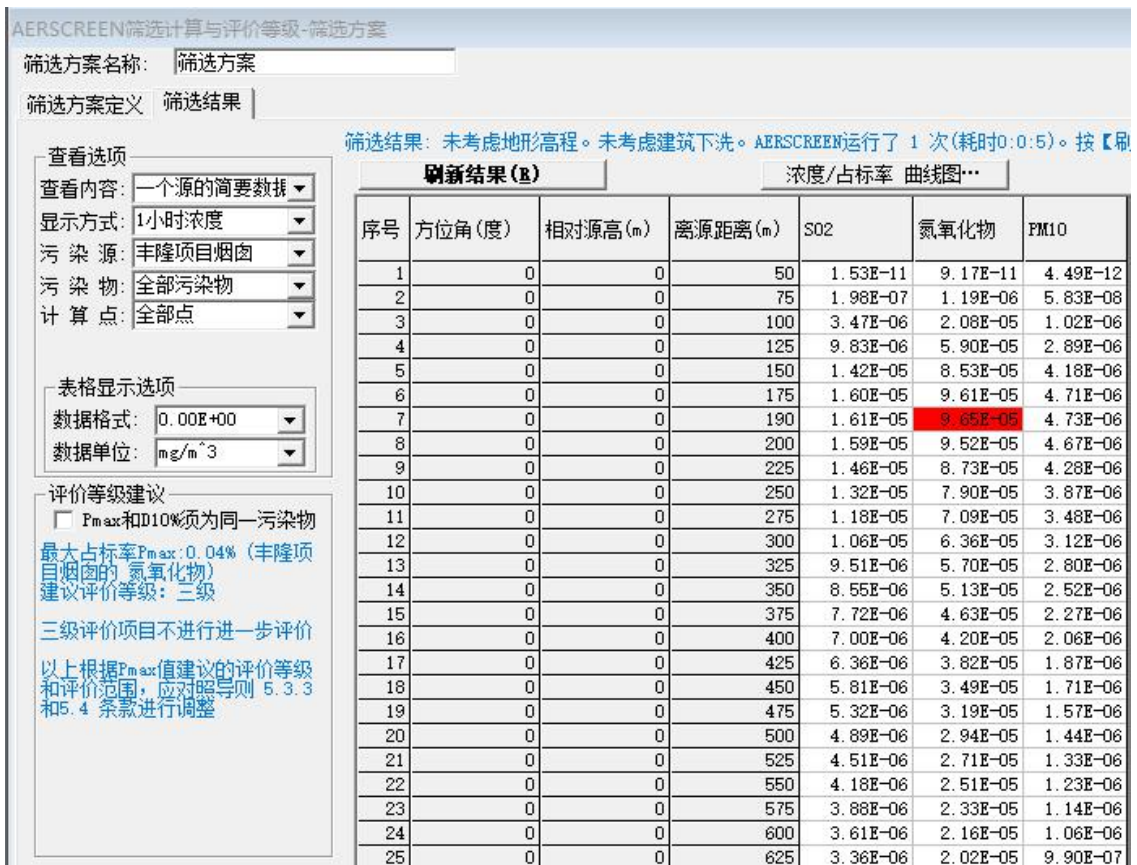 AERSCREEN筛选计算与评价等级-筛选方案
筛选方案名称: 筛选方案
筛选方案定义 筛选结果
筛选结果: 未考虑地形高程。未考虑建筑下洗。AERSCREEN运行了 1 次(耗时0:0:5)。按【刷
查看选项
查看内容: 一个源的简要数据
显示方式: 1小时浓度
污 染 源: 丰隆项目烟囱
污 染 物: 全部污染物
计 算 点: 全部点
表格显示选项
数据格式: 0.00E+00
数据单位: mg/m^3
评价等级建议
Pmax和D10%须为同一污染物
最大占标率Pmax:0.04% (丰隆项
目烟囱的 氮氧化物)
建议评价等级: 三级
三级评价项目不进行进一步评价
以上根据Pmax值建议的评价等级
和评价范围，应对照导则 5.3.3
和5.4 条款进行调整
刷新结果(R) 浓度/占标率 曲线图…
序号 方位角(度) 相对源高(m) 离源距离(m) SO2 氮氧化物 PM10
1 0 0 50 1.53E-11 9.17E-11 4.49E-12
2 0 0 75 1.98E-07 1.19E-06 5.83E-08
3 0 0 100 3.47E-06 2.08E-05 1.02E-06
4 0 0 125 9.83E-06 5.90E-05 2.89E-06
5 0 0 150 1.42E-05 8.53E-05 4.18E-06
6 0 0 175 1.60E-05 9.61E-05 4.71E-06
7 0 0 190 1.61E-05 9.65E-05 4.73E-06
8 0 0 200 1.59E-05 9.52E-05 4.67E-06
9 0 0 225 1.46E-05 8.73E-05 4.28E-06
10 0 0 250 1.32E-05 7.90E-05 3.87E-06
11 0 0 275 1.18E-05 7.09E-05 3.48E-06
12 0 0 300 1.06E-05 6.36E-05 3.12E-06
13 0 0 325 9.51E-06 5.70E-05 2.80E-06
14 0 0 350 8.55E-06 5.13E-05 2.52E-06
15 0 0 375 7.72E-06 4.63E-05 2.27E-06
16 0 0 400 7.00E-06 4.20E-05 2.06E-06
17 0 0 425 6.36E-06 3.82E-05 1.87E-06
18 0 0 450 5.81E-06 3.49E-05 1.71E-06
19 0 0 475 5.32E-06 3.19E-05 1.57E-06
20 0 0 500 4.89E-06 2.94E-05 1.44E-06
21 0 0 525 4.51E-06 2.71E-05 1.33E-06
22 0 0 550 4.18E-06 2.51E-05 1.23E-06
23 0 0 575 3.88E-06 2.33E-05 1.14E-06
24 0 0 600 3.61E-06 2.16E-05 1.06E-06
25 0 0 625 3.36E-06 2.02E-05 9.90E-07